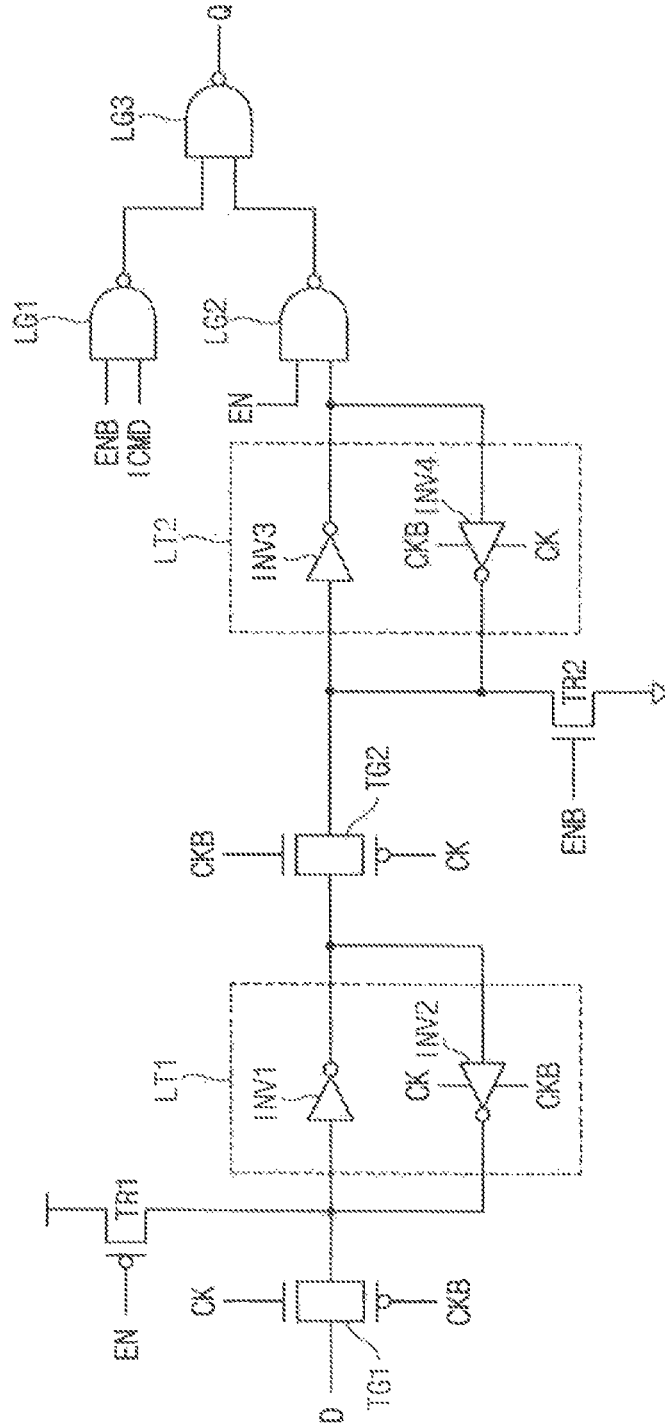 Q
LG3
LG1
ENB
ICMD
LG2
EN
LT2
INV3
INV4
CKB
CK
TR2
ENB
TG2
CKB
CK
LT1
INV1
INV2
CK
CKB
TR1
EN
CK
CKB
TG1
D